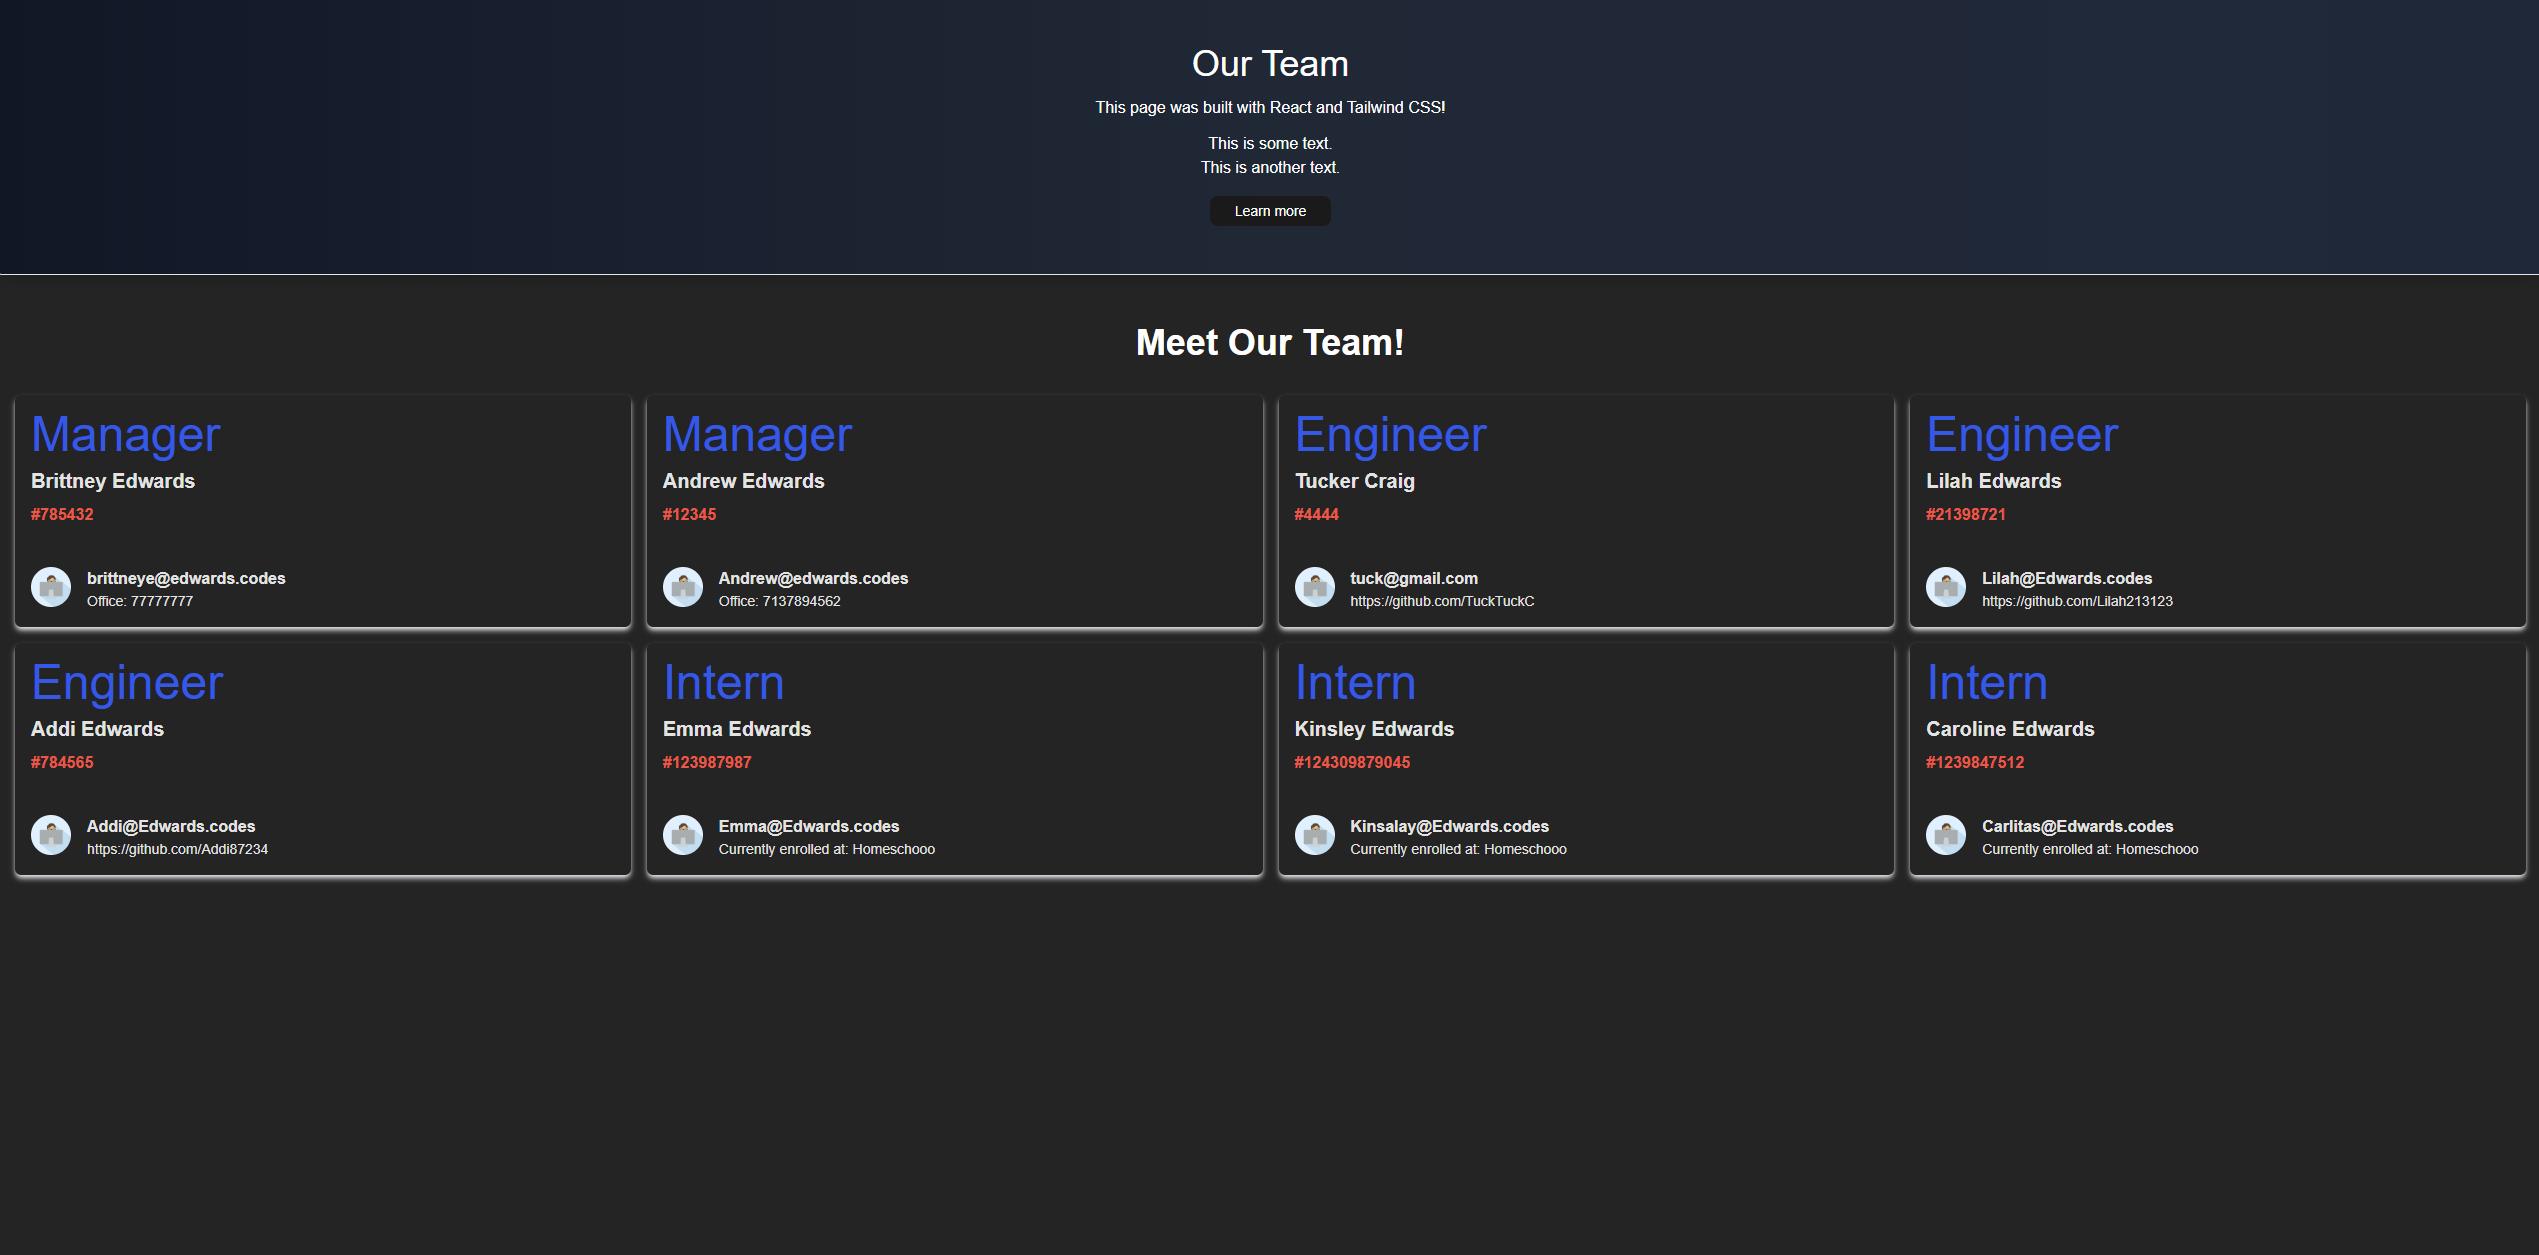 Our Team
This page was built with React and Tailwind CSS!
This is some text.
This is another text.
Learn more
Meet Our Team!
Manager
Brittney Edwards
#785432
brittneye@edwards.codes
Office: 77777777
Manager
Andrew Edwards
#12345
Andrew@edwards.codes
Office: 7137894562
Engineer
Tucker Craig
#4444
tuck@gmail.com
https://github.com/TuckTuckC
Engineer
Lilah Edwards
#21398721
Lilah@Edwards.codes
https://github.com/Lilah213123
Engineer
Addi Edwards
#784565
Addi@Edwards.codes
https://github.com/Addi87234
Intern
Emma Edwards
#123987987
Emma@Edwards.codes
Currently enrolled at: Homeschooo
Intern
Kinsley Edwards
#124309879045
Kinsalay@Edwards.codes
Currently enrolled at: Homeschooo
Intern
Caroline Edwards
#1239847512
Carlitas@Edwards.codes
Currently enrolled at: Homeschooo